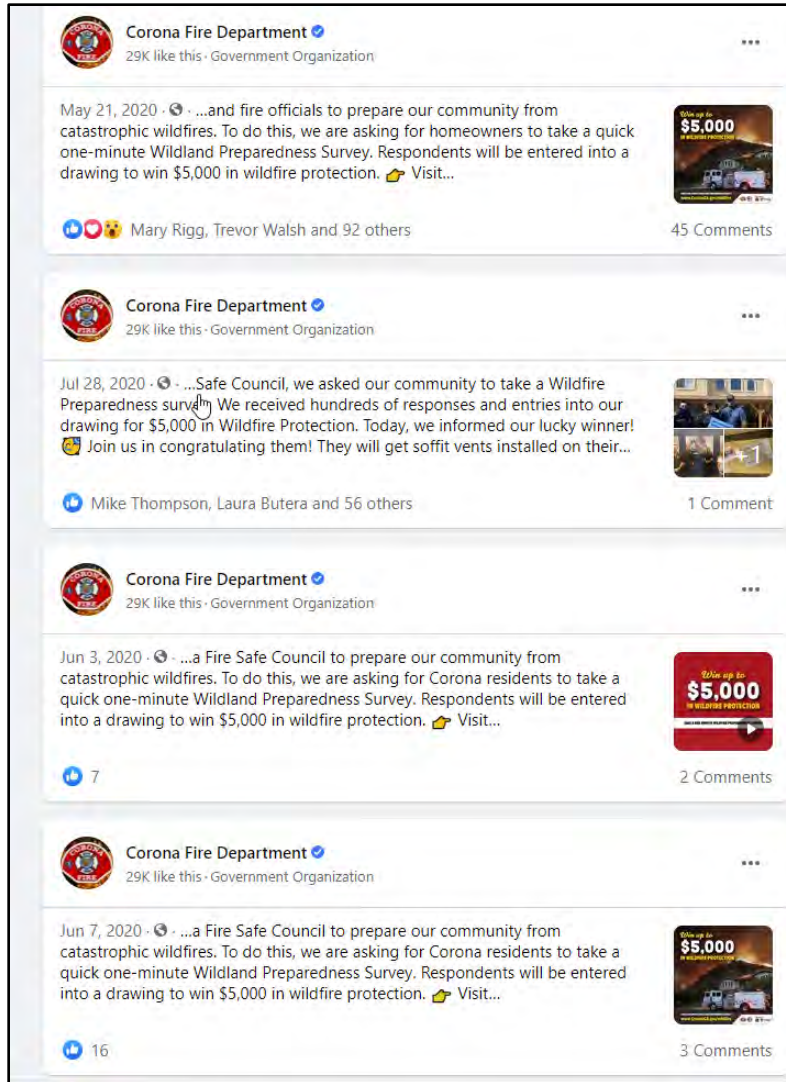 Corona Fire Department
29K like this · Government Organization
May 21, 2020 · ...and fire officials to prepare our community from
catastrophic wildfires. To do this, we are asking for homeowners to take a quick
one-minute Wildland Preparedness Survey. Respondents will be entered into a
drawing to win $5,000 in wildfire protection. 👉 Visit...
Win up to
$5,000
IN WILDFIRE PROTECTION
Mary Rigg, Trevor Walsh and 92 others
45 Comments
Corona Fire Department
29K like this · Government Organization
Jul 28, 2020 · ...Safe Council, we asked our community to take a Wildfire
Preparedness survey. We received hundreds of responses and entries into our
drawing for $5,000 in Wildfire Protection. Today, we informed our lucky winner!
Join us in congratulating them! They will get soffit vents installed on their...
+1
Mike Thompson, Laura Butera and 56 others
1 Comment
Corona Fire Department
29K like this · Government Organization
Jun 3, 2020 · ...a Fire Safe Council to prepare our community from
catastrophic wildfires. To do this, we are asking for Corona residents to take a
quick one-minute Wildland Preparedness Survey. Respondents will be entered
into a drawing to win $5,000 in wildfire protection. 👉 Visit...
Win up to
$5,000
IN WILDFIRE PROTECTION
7
2 Comments
Corona Fire Department
29K like this · Government Organization
Jun 7, 2020 · ...a Fire Safe Council to prepare our community from
catastrophic wildfires. To do this, we are asking for Corona residents to take a
quick one-minute Wildland Preparedness Survey. Respondents will be entered
into a drawing to win $5,000 in wildfire protection. 👉 Visit...
Win up to
$5,000
IN WILDFIRE PROTECTION
16
3 Comments